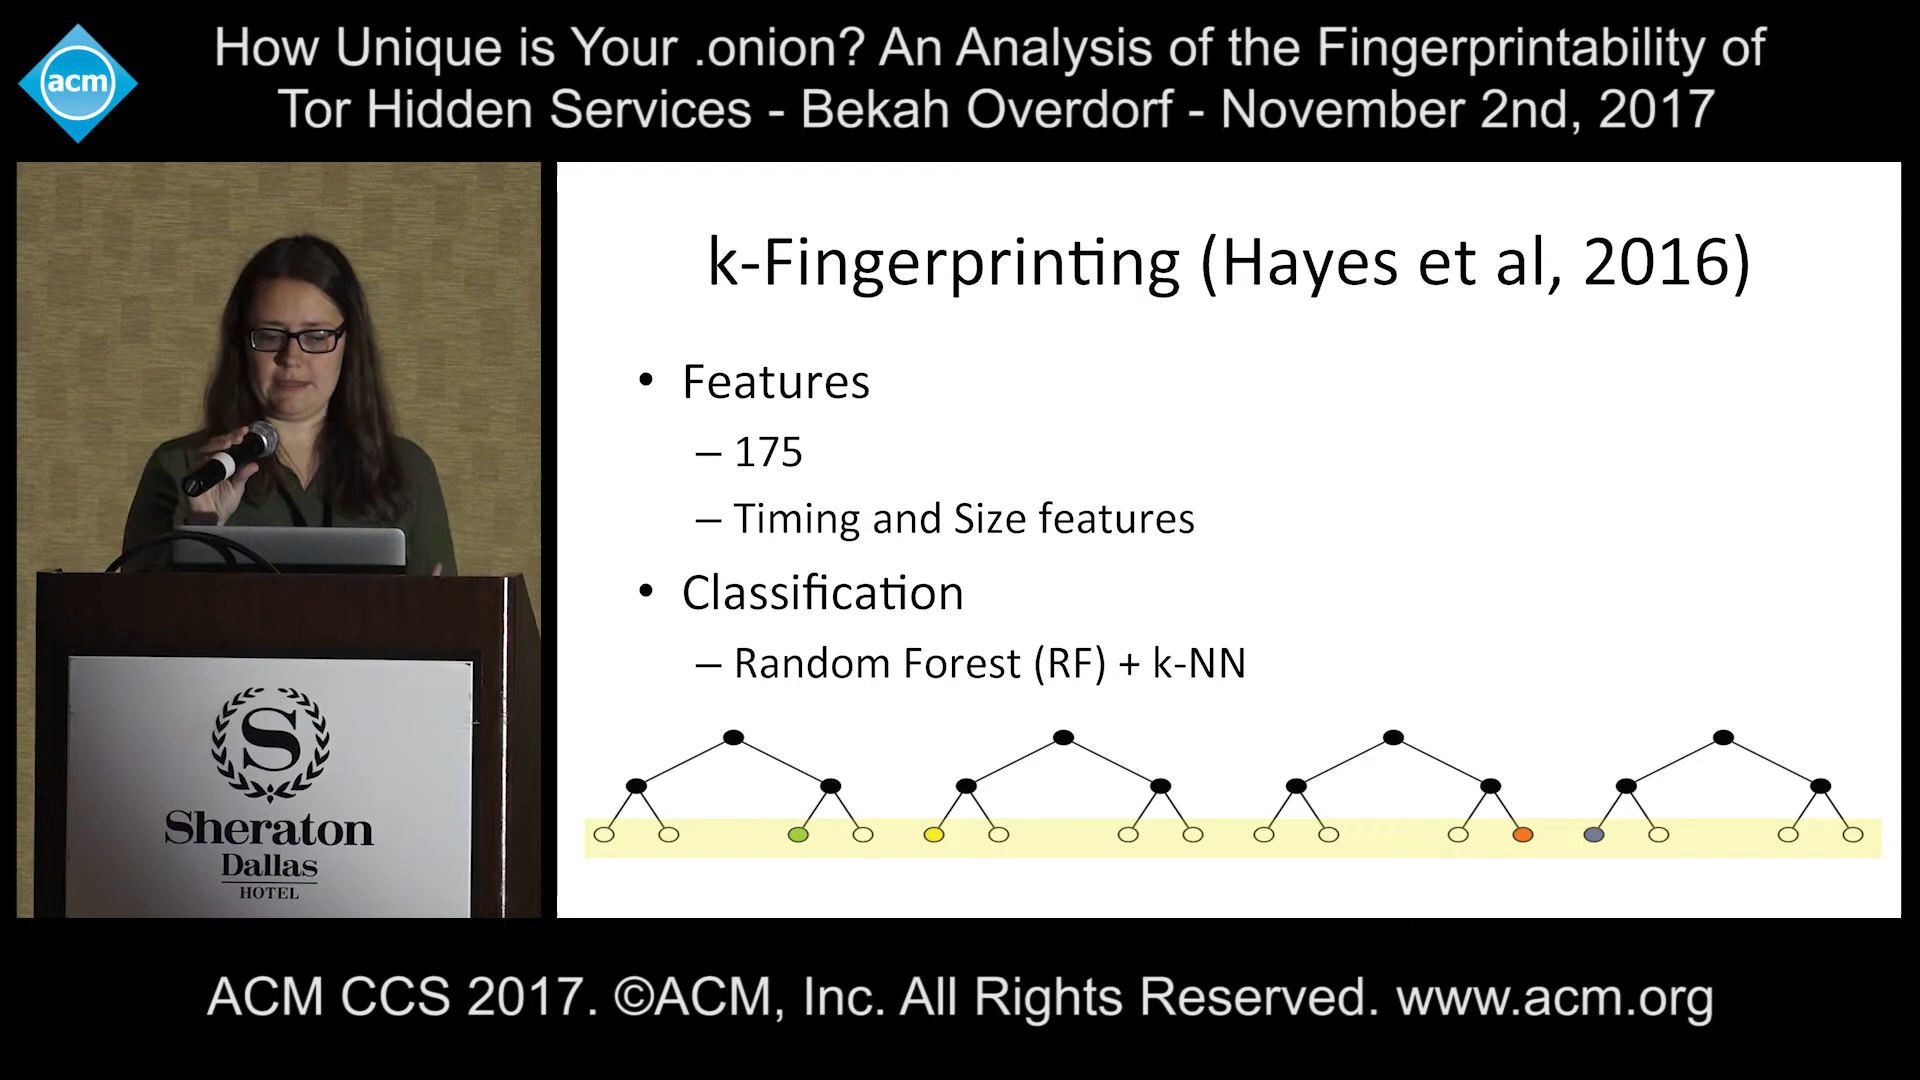 acm
How Unique is Your .onion? An Analysis of the Fingerprintability of
Tor Hidden Services - Bekah Overdorf - November 2nd, 2017
k-Fingerprinting (Hayes et al, 2016)
• Features
– 175
– Timing and Size features
• Classification
– Random Forest (RF) + k-NN
S
Sheraton
Dallas
HOTEL
ACM CCS 2017. ©ACM, Inc. All Rights Reserved. www.acm.org